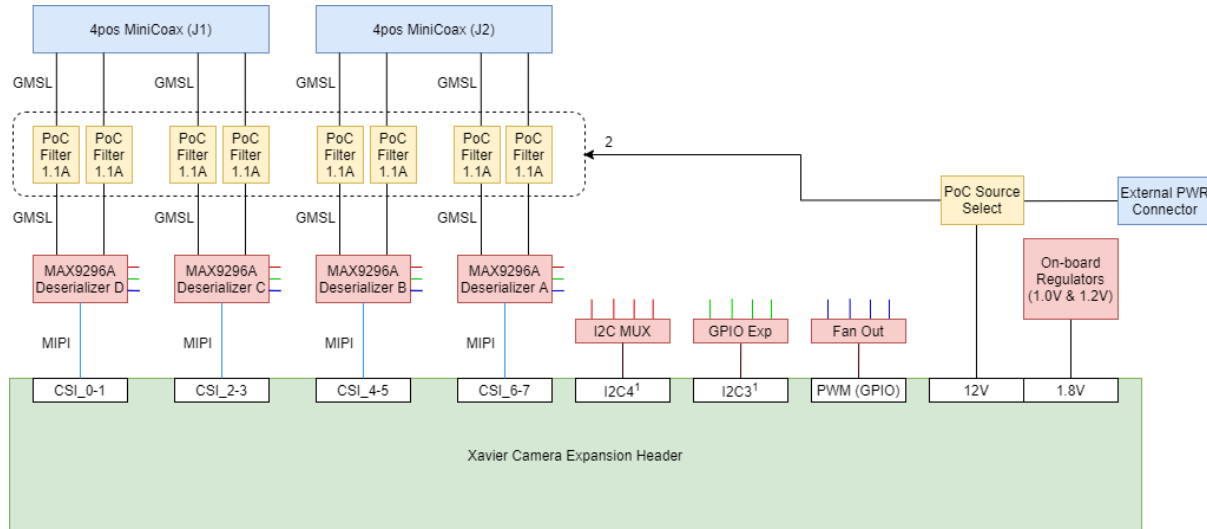 4pos MiniCoax (J1)
4pos MiniCoax (J2)
GMSL
GMSL
GMSL
GMSL
PoC
Filter
1.1A
PoC
Filter
1.1A
PoC
Filter
1.1A
PoC
Filter
1.1A
PoC
Filter
1.1A
PoC
Filter
1.1A
PoC
Filter
1.1A
PoC
Filter
1.1A
2
PoC Source
Select
External PWR
Connector
GMSL
GMSL
GMSL
GMSL
MAX9296A
Deserializer D
MAX9296A
Deserializer C
MAX9296A
Deserializer B
MAX9296A
Deserializer A
On-board
Regulators
(1.0V & 1.2V)
I2C MUX
GPIO Exp
Fan Out
MIPI
MIPI
MIPI
MIPI
CSI_0-1
CSI_2-3
CSI_4-5
CSI_6-7
I2C4¹
I2C3¹
PWM (GPIO)
12V
1.8V
Xavier Camera Expansion Header